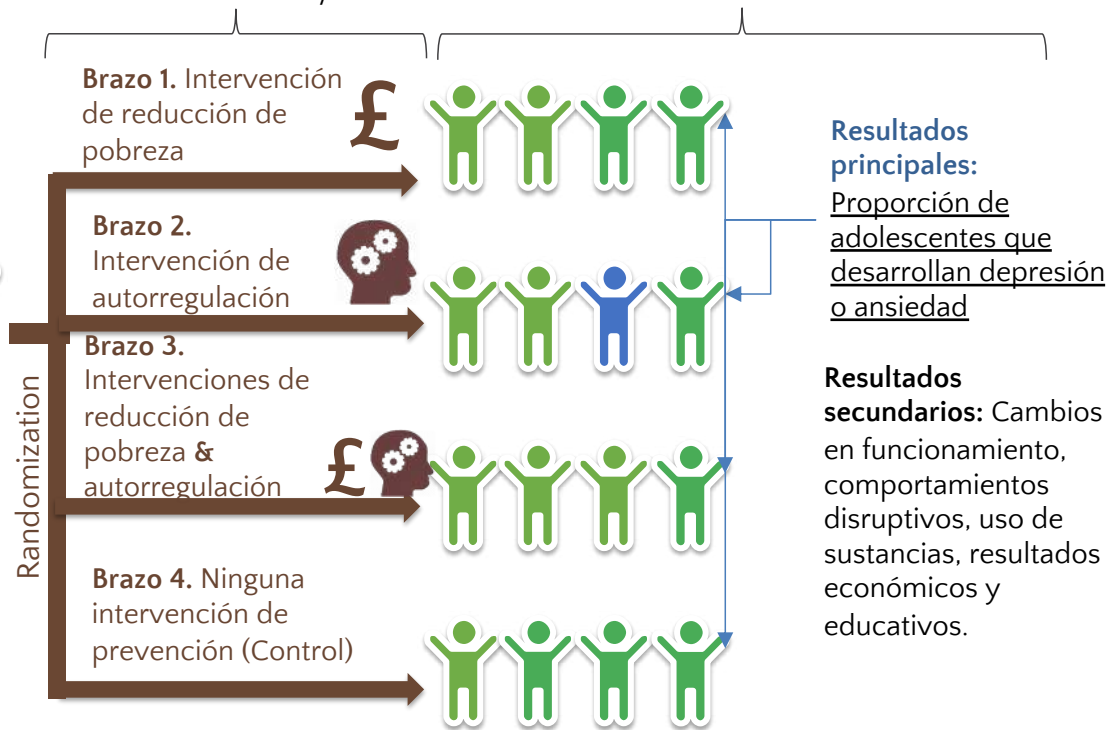 Brazo 1. Intervención
de reducción de
pobreza
£
Brazo 2.
Intervención de
autorregulación
Brazo 3.
Intervenciones de
reducción de
pobreza &
autorregulación
£
Brazo 4. Ninguna
intervención de
prevención (Control)
Randomization
Resultados
principales:
Proporción de
adolescentes que
desarrollan depresión
o ansiedad
Resultados
secundarios: Cambios
en funcionamiento,
comportamientos
disruptivos, uso de
sustancias, resultados
económicos y
educativos.